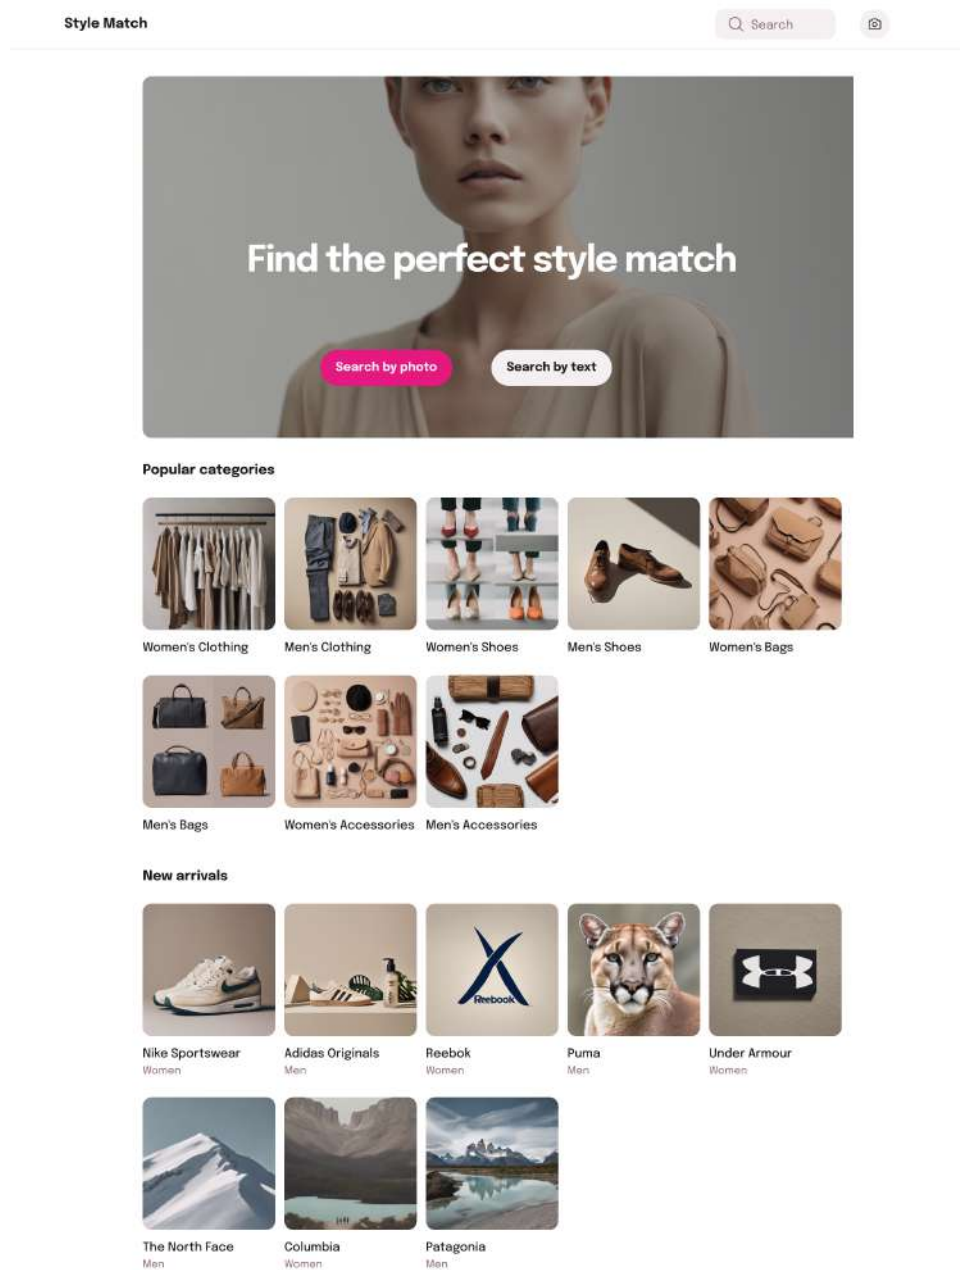 Style Match
Search
Find the perfect style match
Search by photo
Search by text
Popular categories
Women's Clothing
Men's Clothing
Women's Shoes
Men's Shoes
Women's Bags
Men's Bags
Women's Accessories
Men's Accessories
New arrivals
Reebook
Nike Sportswear
Adidas Originals
Reebok
Puma
Under Armour
Women
Men
Women
Men
Women
The North Face
Columbia
Patagonia
Men
Women
Men